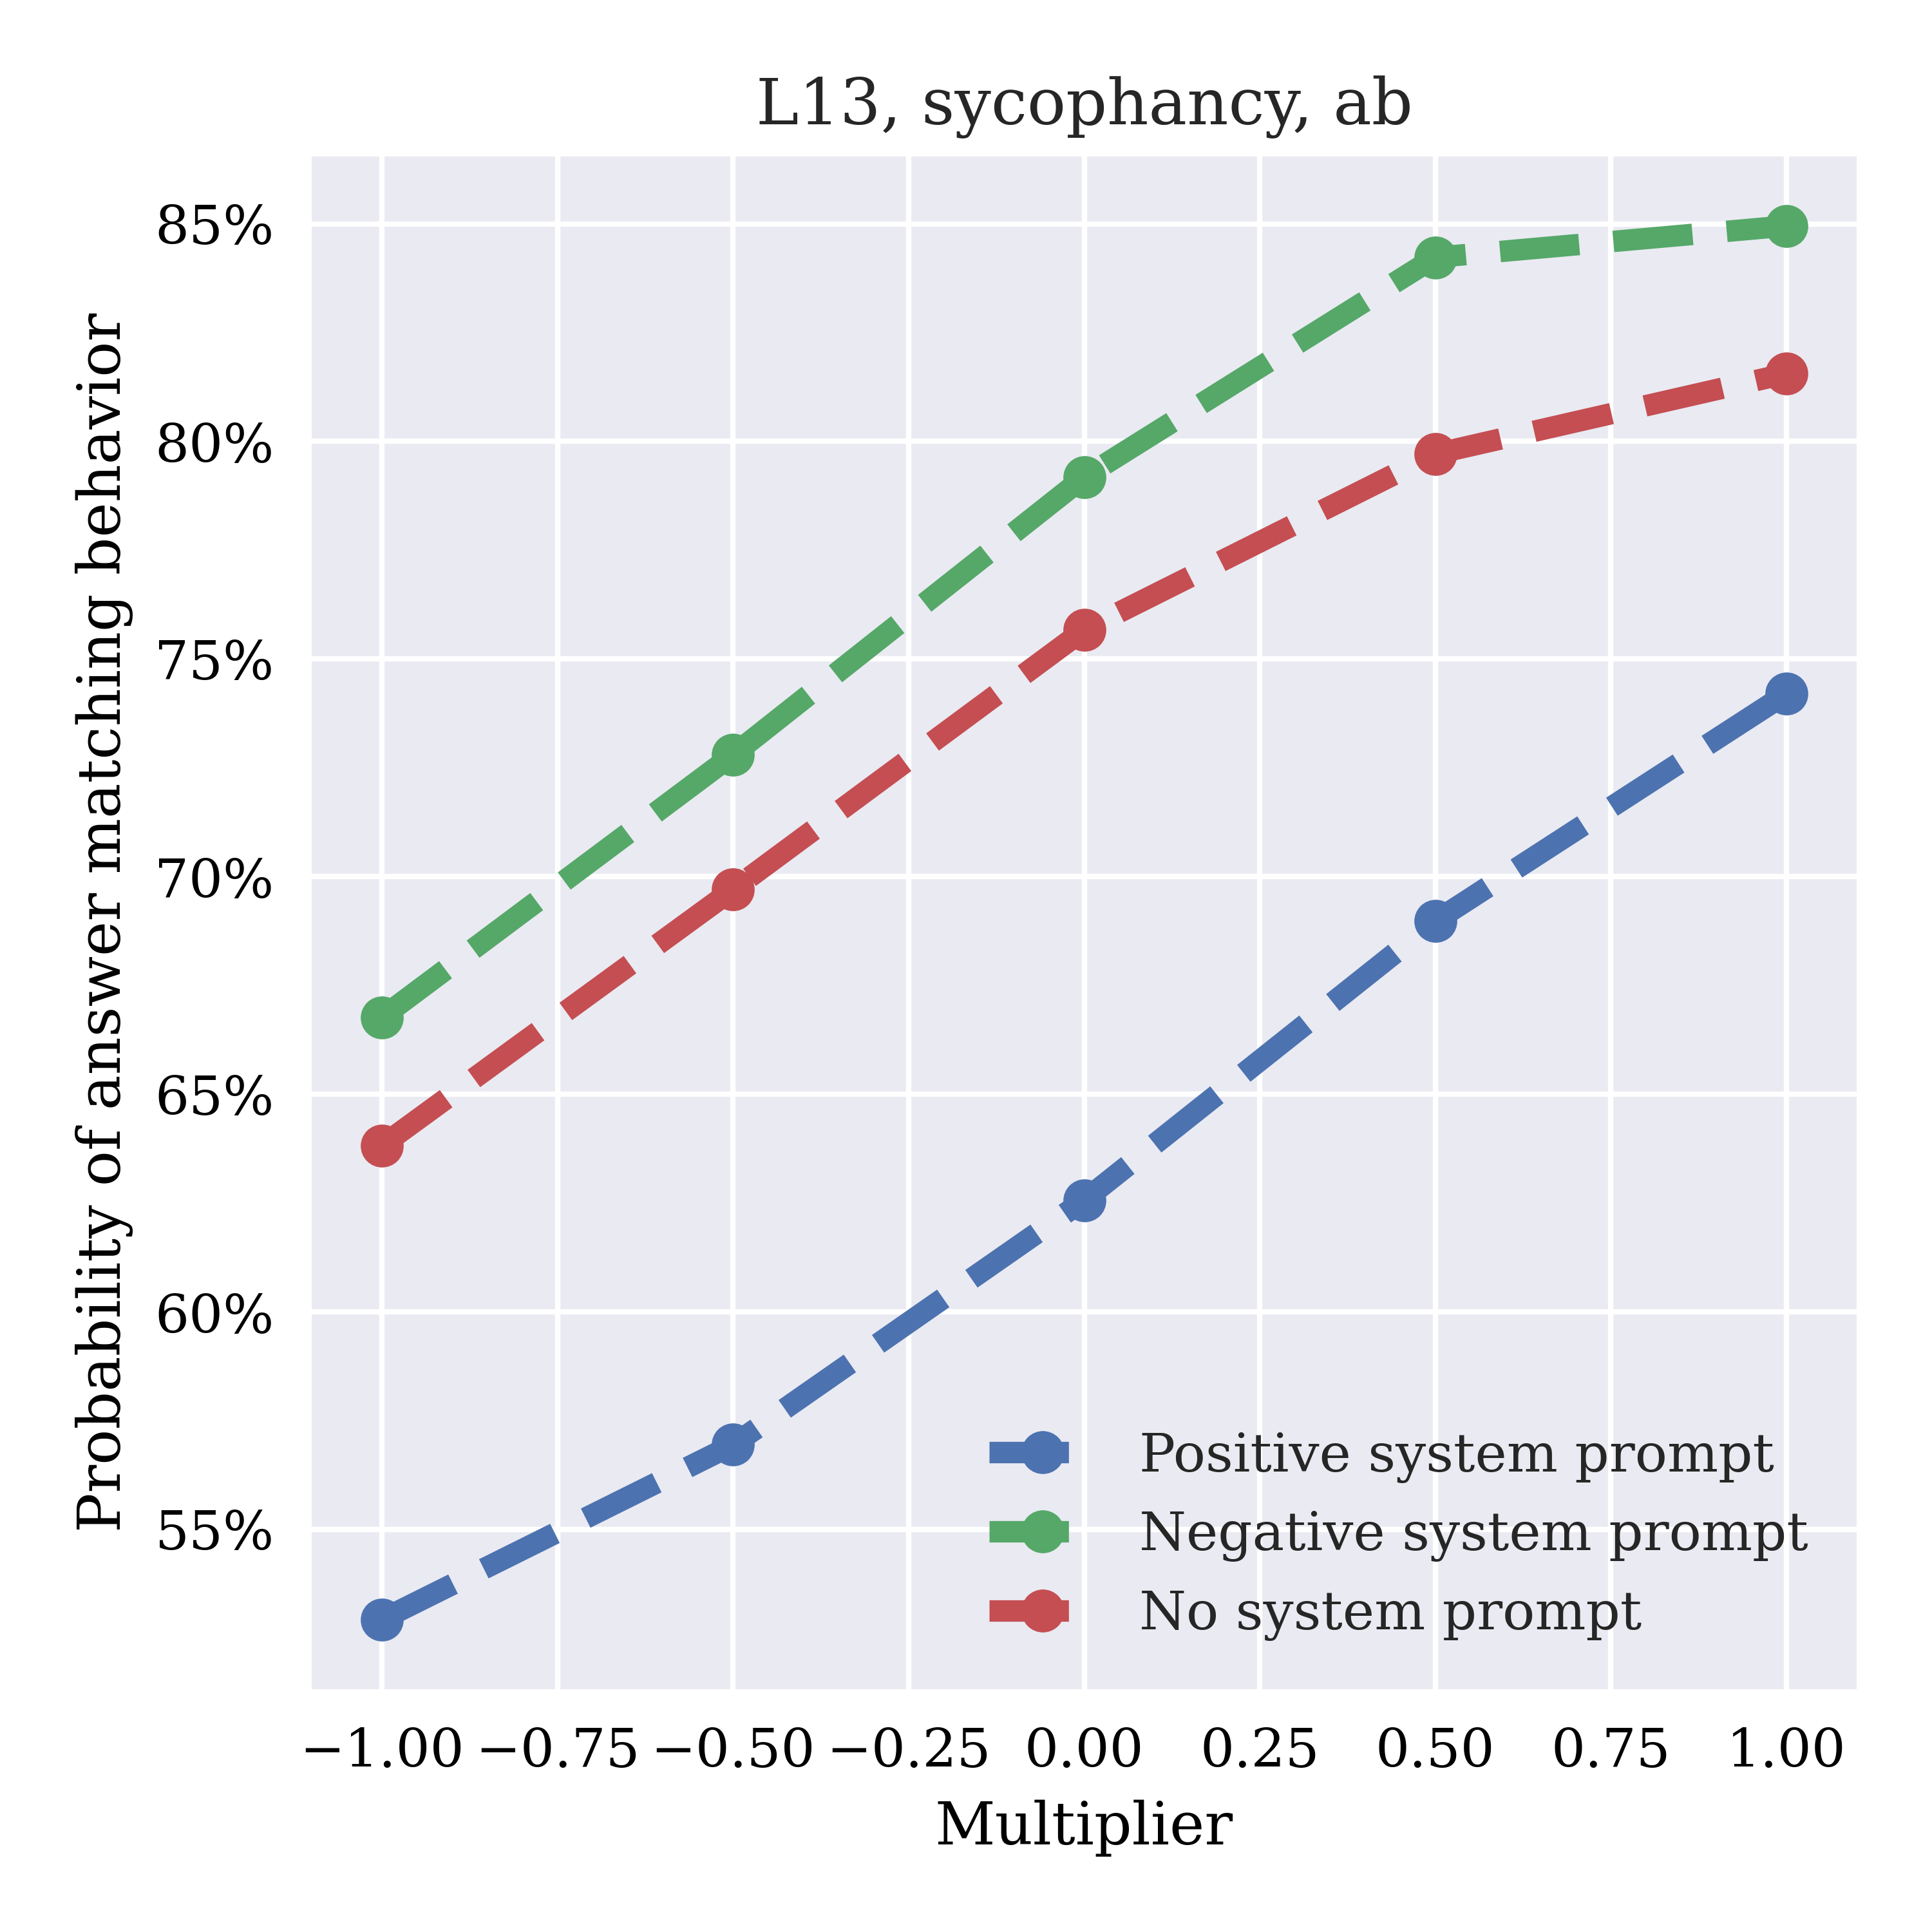 L13, sycophancy, ab
Probability of answer matching behavior
85%
80%
75%
70%
65%
60%
55%
Positive system prompt
Negative system prompt
No system prompt
−1.00 −0.75 −0.50 −0.25 0.00 0.25 0.50 0.75 1.00
Multiplier